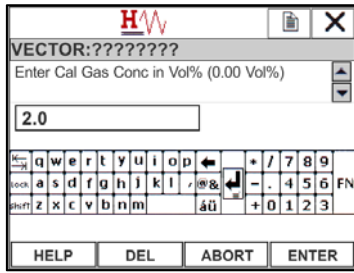 H
VECTOR:????????
Enter Cal Gas Conc in Vol% (0.00 Vol%)
2.0
q w e r t y u i o p * / 7 8 9
lock a s d f g h j k l , @& - . 4 5 6 FN
shift z x c v b n m áü + 0 1 2 3
HELP DEL ABORT ENTER